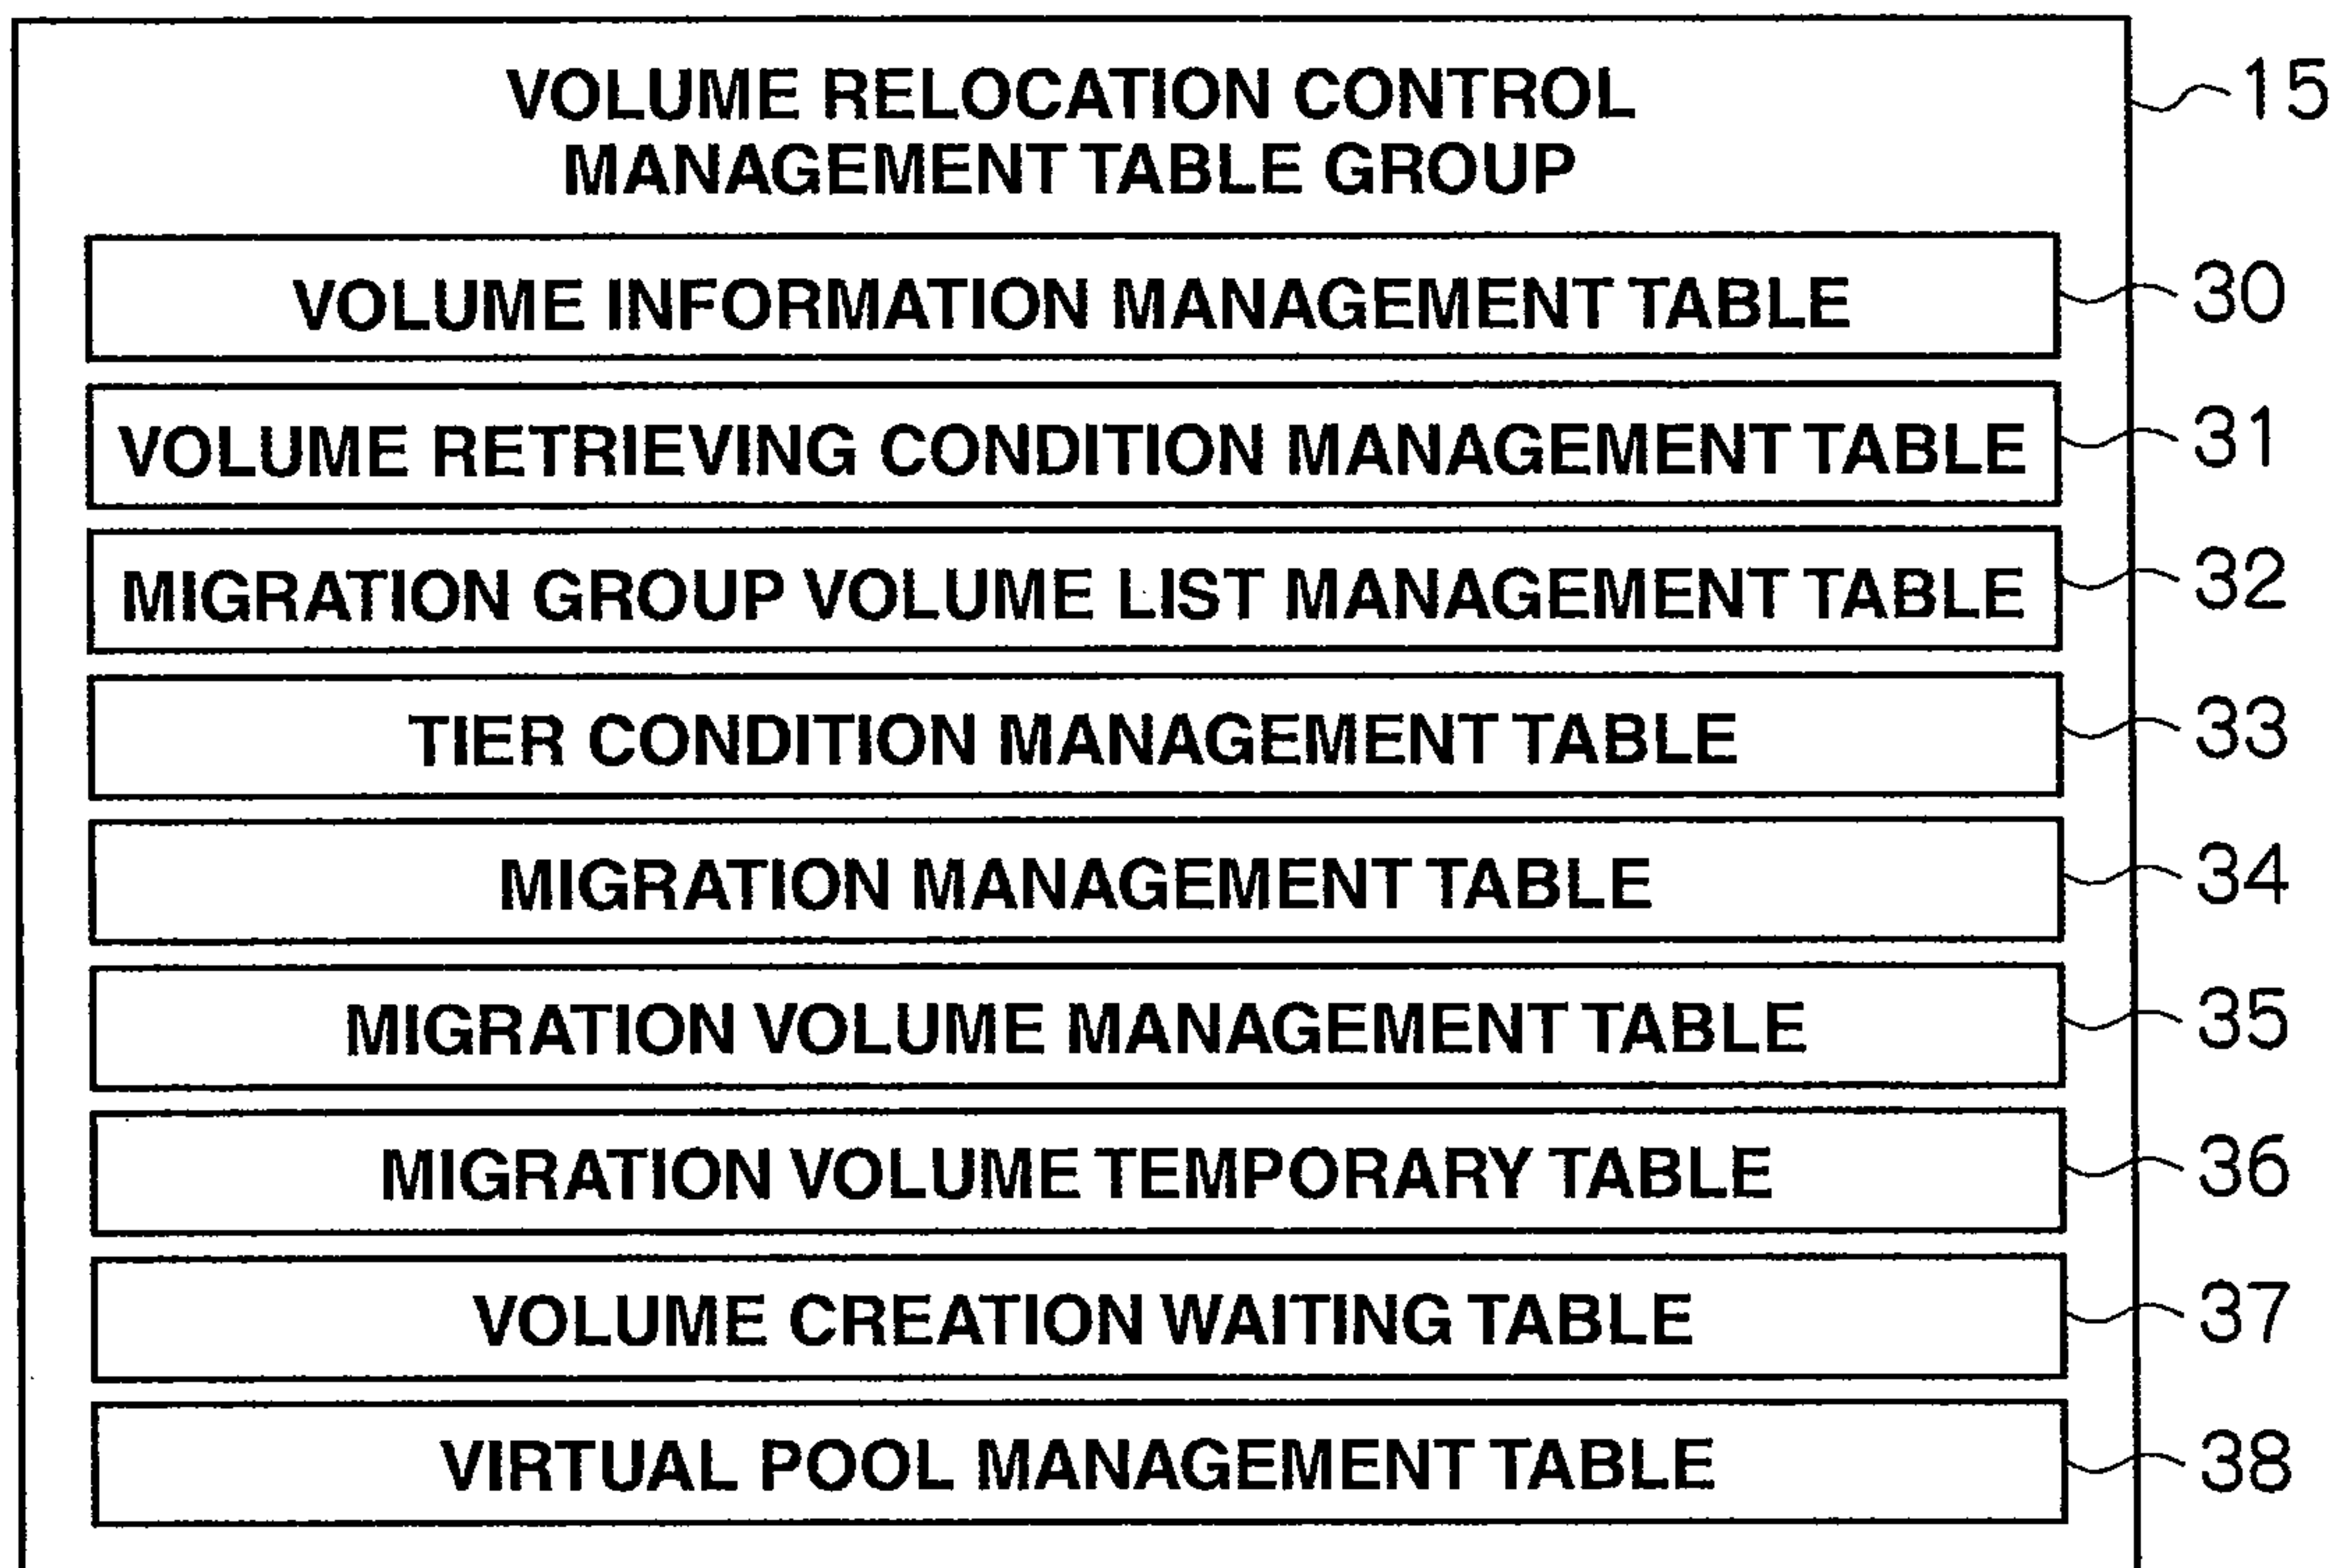 VOLUME RELOCATION CONTROL
15
MANAGEMENT TABLE GROUP
VOLUME INFORMATION MANAGEMENT TABLE
30
VOLUME RETRIEVING CONDITION MANAGEMENT TABLE
31
MIGRATION GROUP VOLUME LIST MANAGEMENT TABLE
32
TIER CONDITION MANAGEMENT TABLE
33
MIGRATION MANAGEMENT TABLE
34
MIGRATION VOLUME MANAGEMENT TABLE
35
MIGRATION VOLUME TEMPORARY TABLE
36
VOLUME CREATION WAITING TABLE
37
VIRTUAL POOL MANAGEMENT TABLE
38